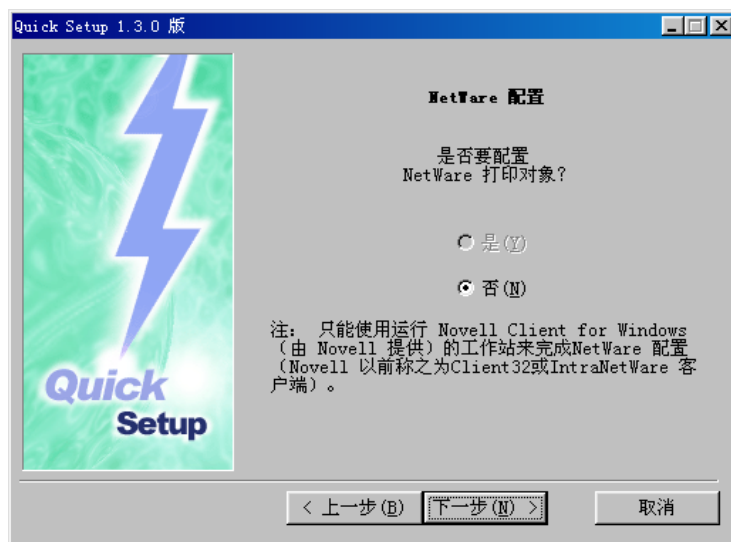 Quick Setup 1.3.0 版
NetWare 配置
是否要配置
NetWare 打印对象?
是(Y)
否(N)
注: 只能使用运行 Novell Client for Windows
(由 Novell 提供)的工作站来完成NetWare 配置
(Novell 以前称之为Client32或IntraNetWare 客
户端)。
Quick
Setup
< 上一步(B)
下一步(N) >
取消